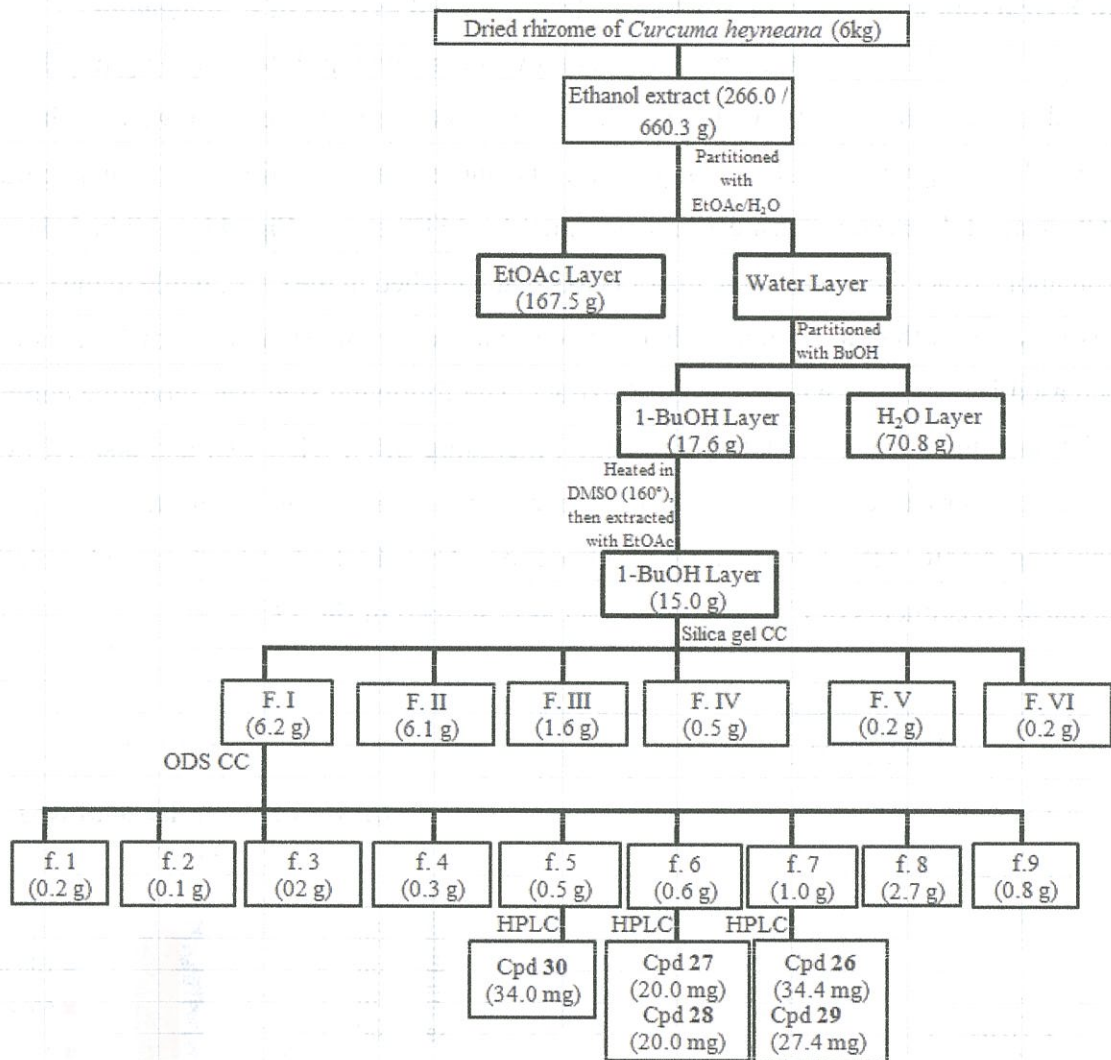 Dried rhizome of Curcuma heyneana (6kg)
Ethanol extract (266.0 /
660.3 g)
Partitioned
with
EtOAc/H₂O
EtOAc Layer
(167.5 g)
Water Layer
Partitioned
with BuOH
1-BuOH Layer
(17.6 g)
H₂O Layer
(70.8 g)
Heated in
DMSO (160°),
then extracted
with EtOAc
1-BuOH Layer
(15.0 g)
Silica gel CC
F. I
(6.2 g)
F. II
(6.1 g)
F. III
(1.6 g)
F. IV
(0.5 g)
F. V
(0.2 g)
F. VI
(0.2 g)
ODS CC
f. 1
(0.2 g)
f. 2
(0.1 g)
f. 3
(02 g)
f. 4
(0.3 g)
f. 5
(0.5 g)
f. 6
(0.6 g)
f. 7
(1.0 g)
f. 8
(2.7 g)
f.9
(0.8 g)
HPLC
HPLC
HPLC
Cpd 30
(34.0 mg)
Cpd 27
(20.0 mg)
Cpd 28
(20.0 mg)
Cpd 26
(34.4 mg)
Cpd 29
(27.4 mg)